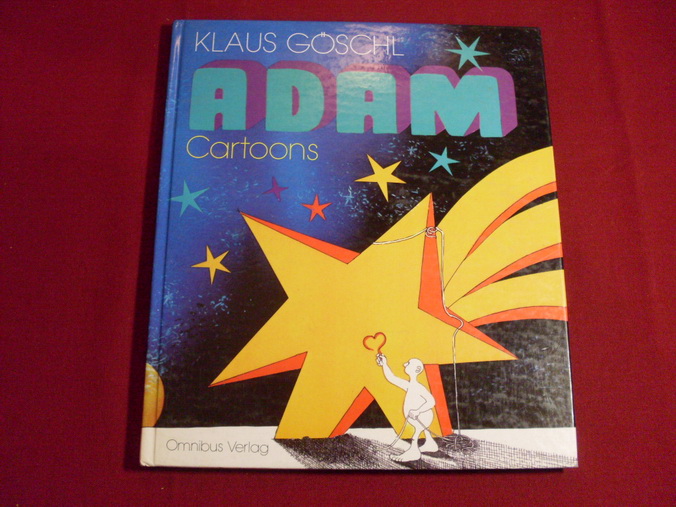 KLAUS GÖSCHL
ADAM
Cartoons
Omnibus Verlag